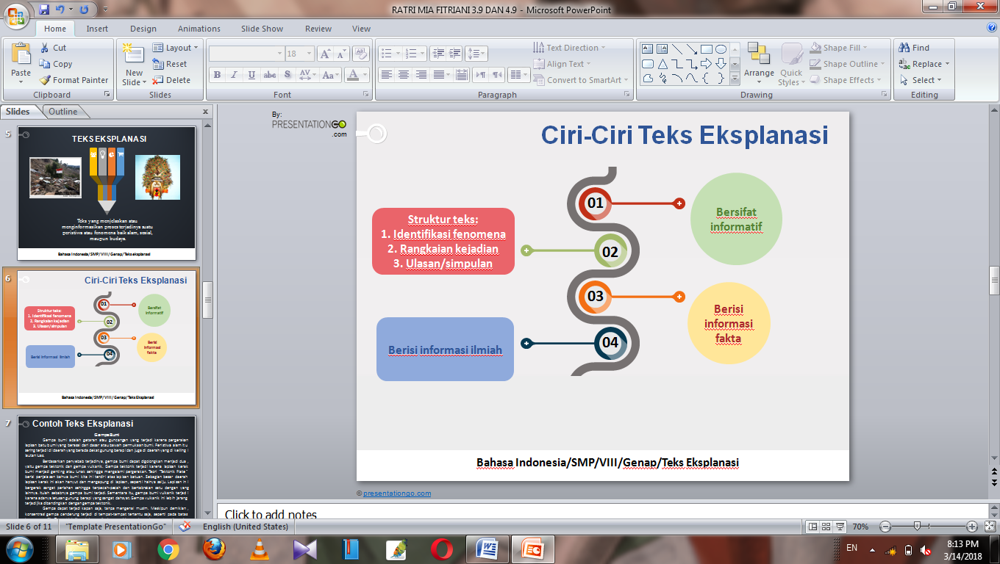 RATRI MIA FITRIANI 3.9 DAN 4.9 - Microsoft PowerPoint
Home Insert Design Animations Slide Show Review View
Paste
Cut
Copy
Format Painter
Clipboard
New Slide
Layout
Reset
Delete
Slides
18
B I U abc S AV Aa A
Font
Text Direction
Align Text
Convert to SmartArt
Paragraph
Arrange
Quick Styles
Shape Fill
Shape Outline
Shape Effects
Drawing
Find
Replace
Select
Editing
Slides Outline x
5
TEKS EKSPLANASI
Teks yang menjelaskan atau
menginformasikan proses terjadinya suatu
peristiwa atau fenomena baik alam, sosial,
maupun budaya.
Bahasa Indonesia/SMP/VIII/Genap/Teks eksplanasi
6
Ciri-Ciri Teks Eksplanasi
Struktur teks:
1. Identifikasi fenomena
2. Rangkaian kejadian
3. Ulasan/simpulan
01
Bersifat
informatif
02
03
Berisi
informasi
fakta
Berisi informasi ilmiah
04
Bahasa Indonesia/SMP/VIII/Genap/Teks Eksplanasi
7
Contoh Teks Eksplanasi
Gempa Bumi
By:
PRESENTATIONGO
.com
Ciri-Ciri Teks Eksplanasi
01
Bersifat
informatif
Struktur teks:
1. Identifikasi fenomena
2. Rangkaian kejadian
3. Ulasan/simpulan
02
03
Berisi
informasi
fakta
Berisi informasi ilmiah
04
Bahasa Indonesia/SMP/VIII/Genap/Teks Eksplanasi
© presentationgo.com
Click to add notes
Slide 6 of 11 "Template PresentationGo" English (United States) 70%
EN
8:13 PM
3/14/2018